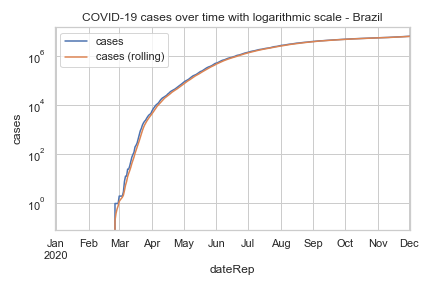 COVID-19 cases over time with logarithmic scale - Brazil
cases
cases (rolling)
10^6
10^4
10^2
10^0
cases
Jan Feb Mar Apr May Jun Jul Aug Sep Oct Nov Dec
2020
dateRep